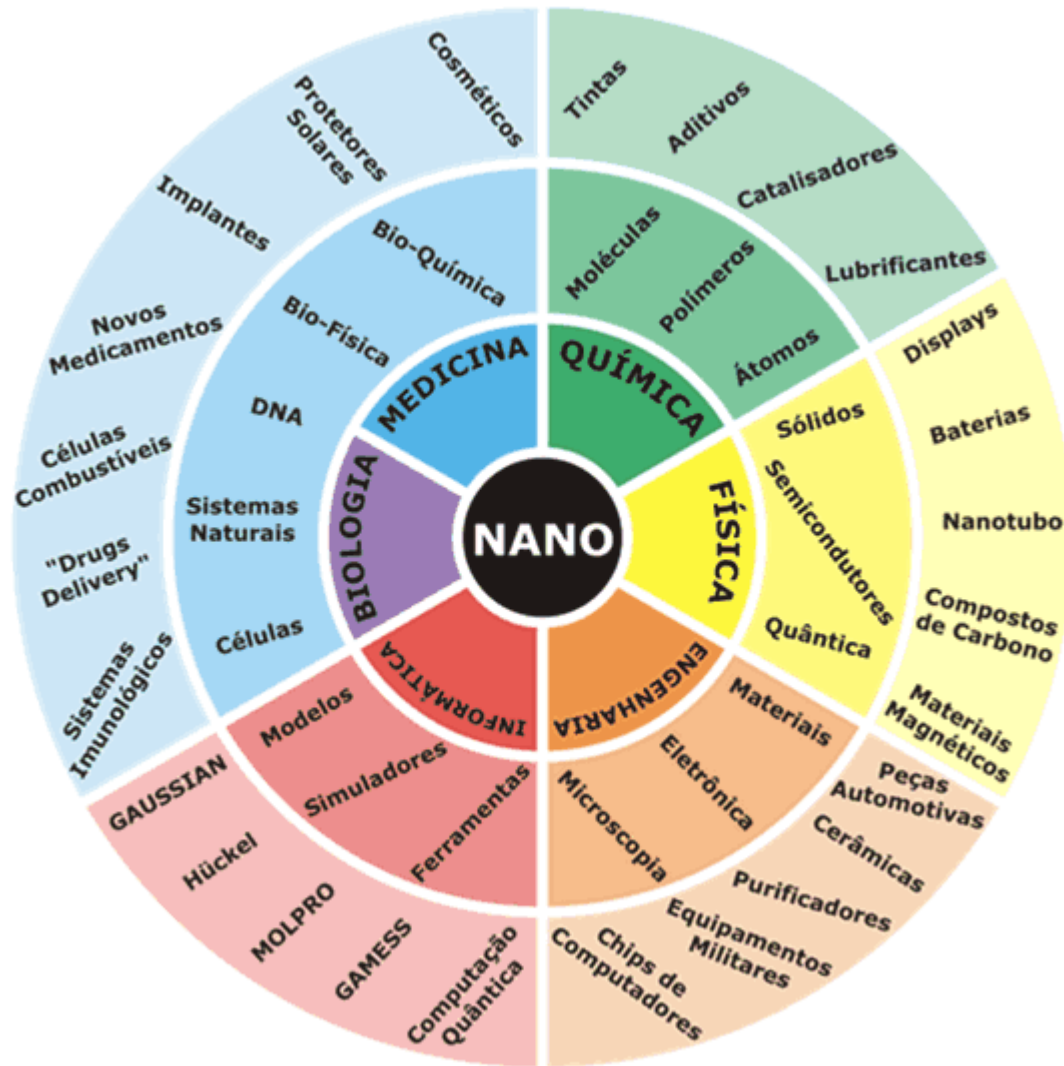 NANO
MEDICINA
QUÍMICA
FÍSICA
ENGENHARIA
INFORMÁTICA
BIOLOGIA
Bio-Química
Bio-Física
DNA
Sistemas
Naturais
Células
Moléculas
Polímeros
Átomos
Sólidos
Semicondutores
Quântica
Materiais
Eletrônica
Microscopia
Ferramentas
Simuladores
Modelos
Cosméticos
Protetores
Solares
Implantes
Novos
Medicamentos
Células
Combustíveis
"Drugs
Delivery"
Sistemas
Imunológicos
Tintas
Aditivos
Catalisadores
Lubrificantes
Displays
Baterias
Nanotubo
Compostos
de Carbono
Materiais
Magnéticos
Peças
Automotivas
Cerâmicas
Purificadores
Equipamentos
Militares
Chips de
Computadores
Computação
Quântica
GAMESS
MOLPRO
Hückel
GAUSSIAN